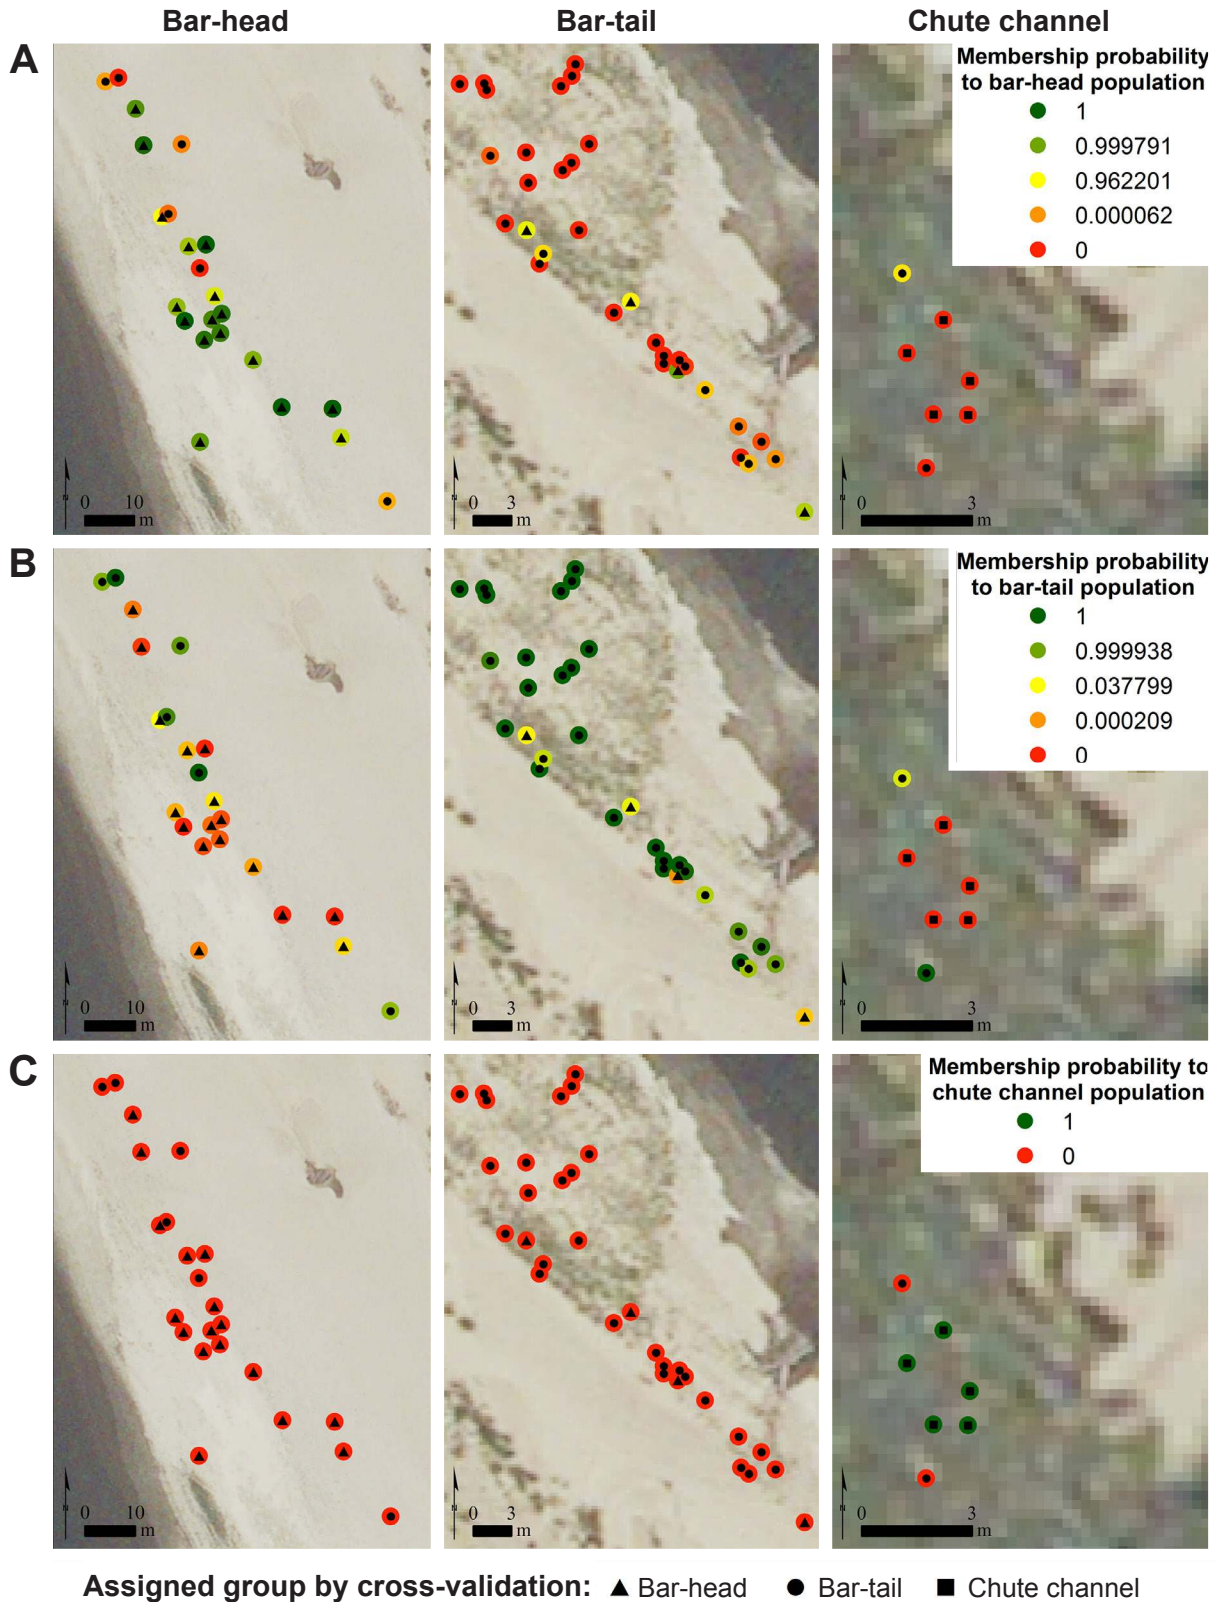 Bar-head Bar-tail Chute channel
A
Membership probability
to bar-head population
1
0.999791
0.962201
0.000062
0
N 0 10 m
N 0 3 m
N 0 3 m
B
Membership probability
to bar-tail population
1
0.999938
0.037799
0.000209
0
N 0 10 m
N 0 3 m
N 0 3 m
C
Membership probability to
chute channel population
1
0
N 0 10 m
N 0 3 m
N 0 3 m
Assigned group by cross-validation: Bar-head Bar-tail Chute channel